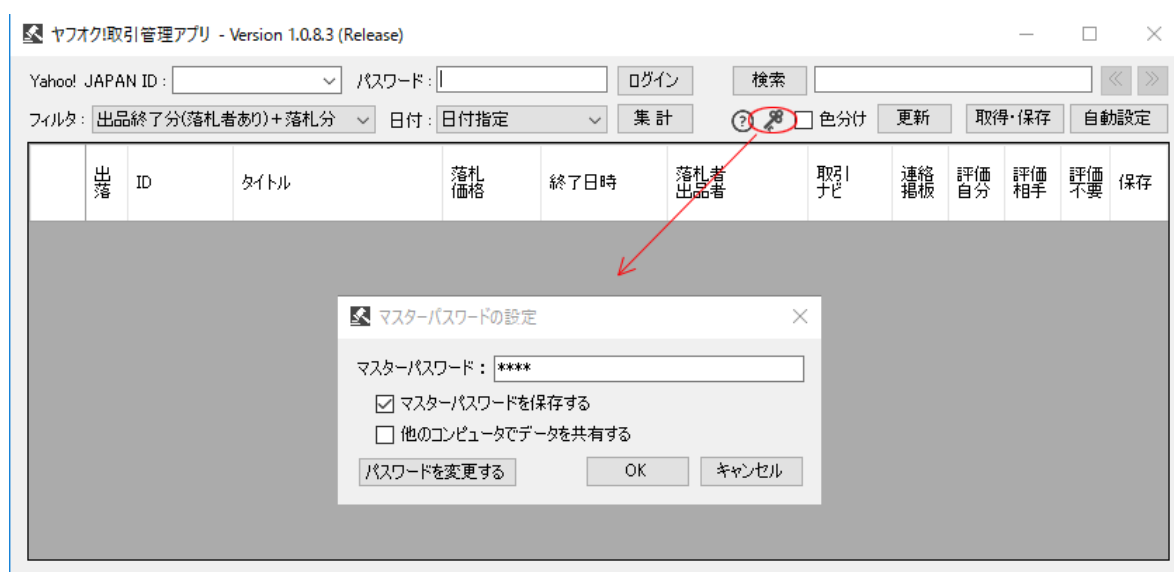 ヤフオク!取引管理アプリ - Version 1.0.8.3 (Release)
Yahoo! JAPAN ID : パスワード : ログイン 検索 « »
フィルタ : 出品終了分(落札者あり)+落札分 日付 : 日付指定 集計 ? 色分け 更新 取得・保存 自動設定
出落 ID タイトル 落札価格 終了日時 落札者出品者 取引ナビ 連絡掲板 評価自分 評価相手 評価不要 保存
マスターパスワードの設定
マスターパスワード : ****
マスターパスワードを保存する
他のコンピュータでデータを共有する
パスワードを変更する OK キャンセル